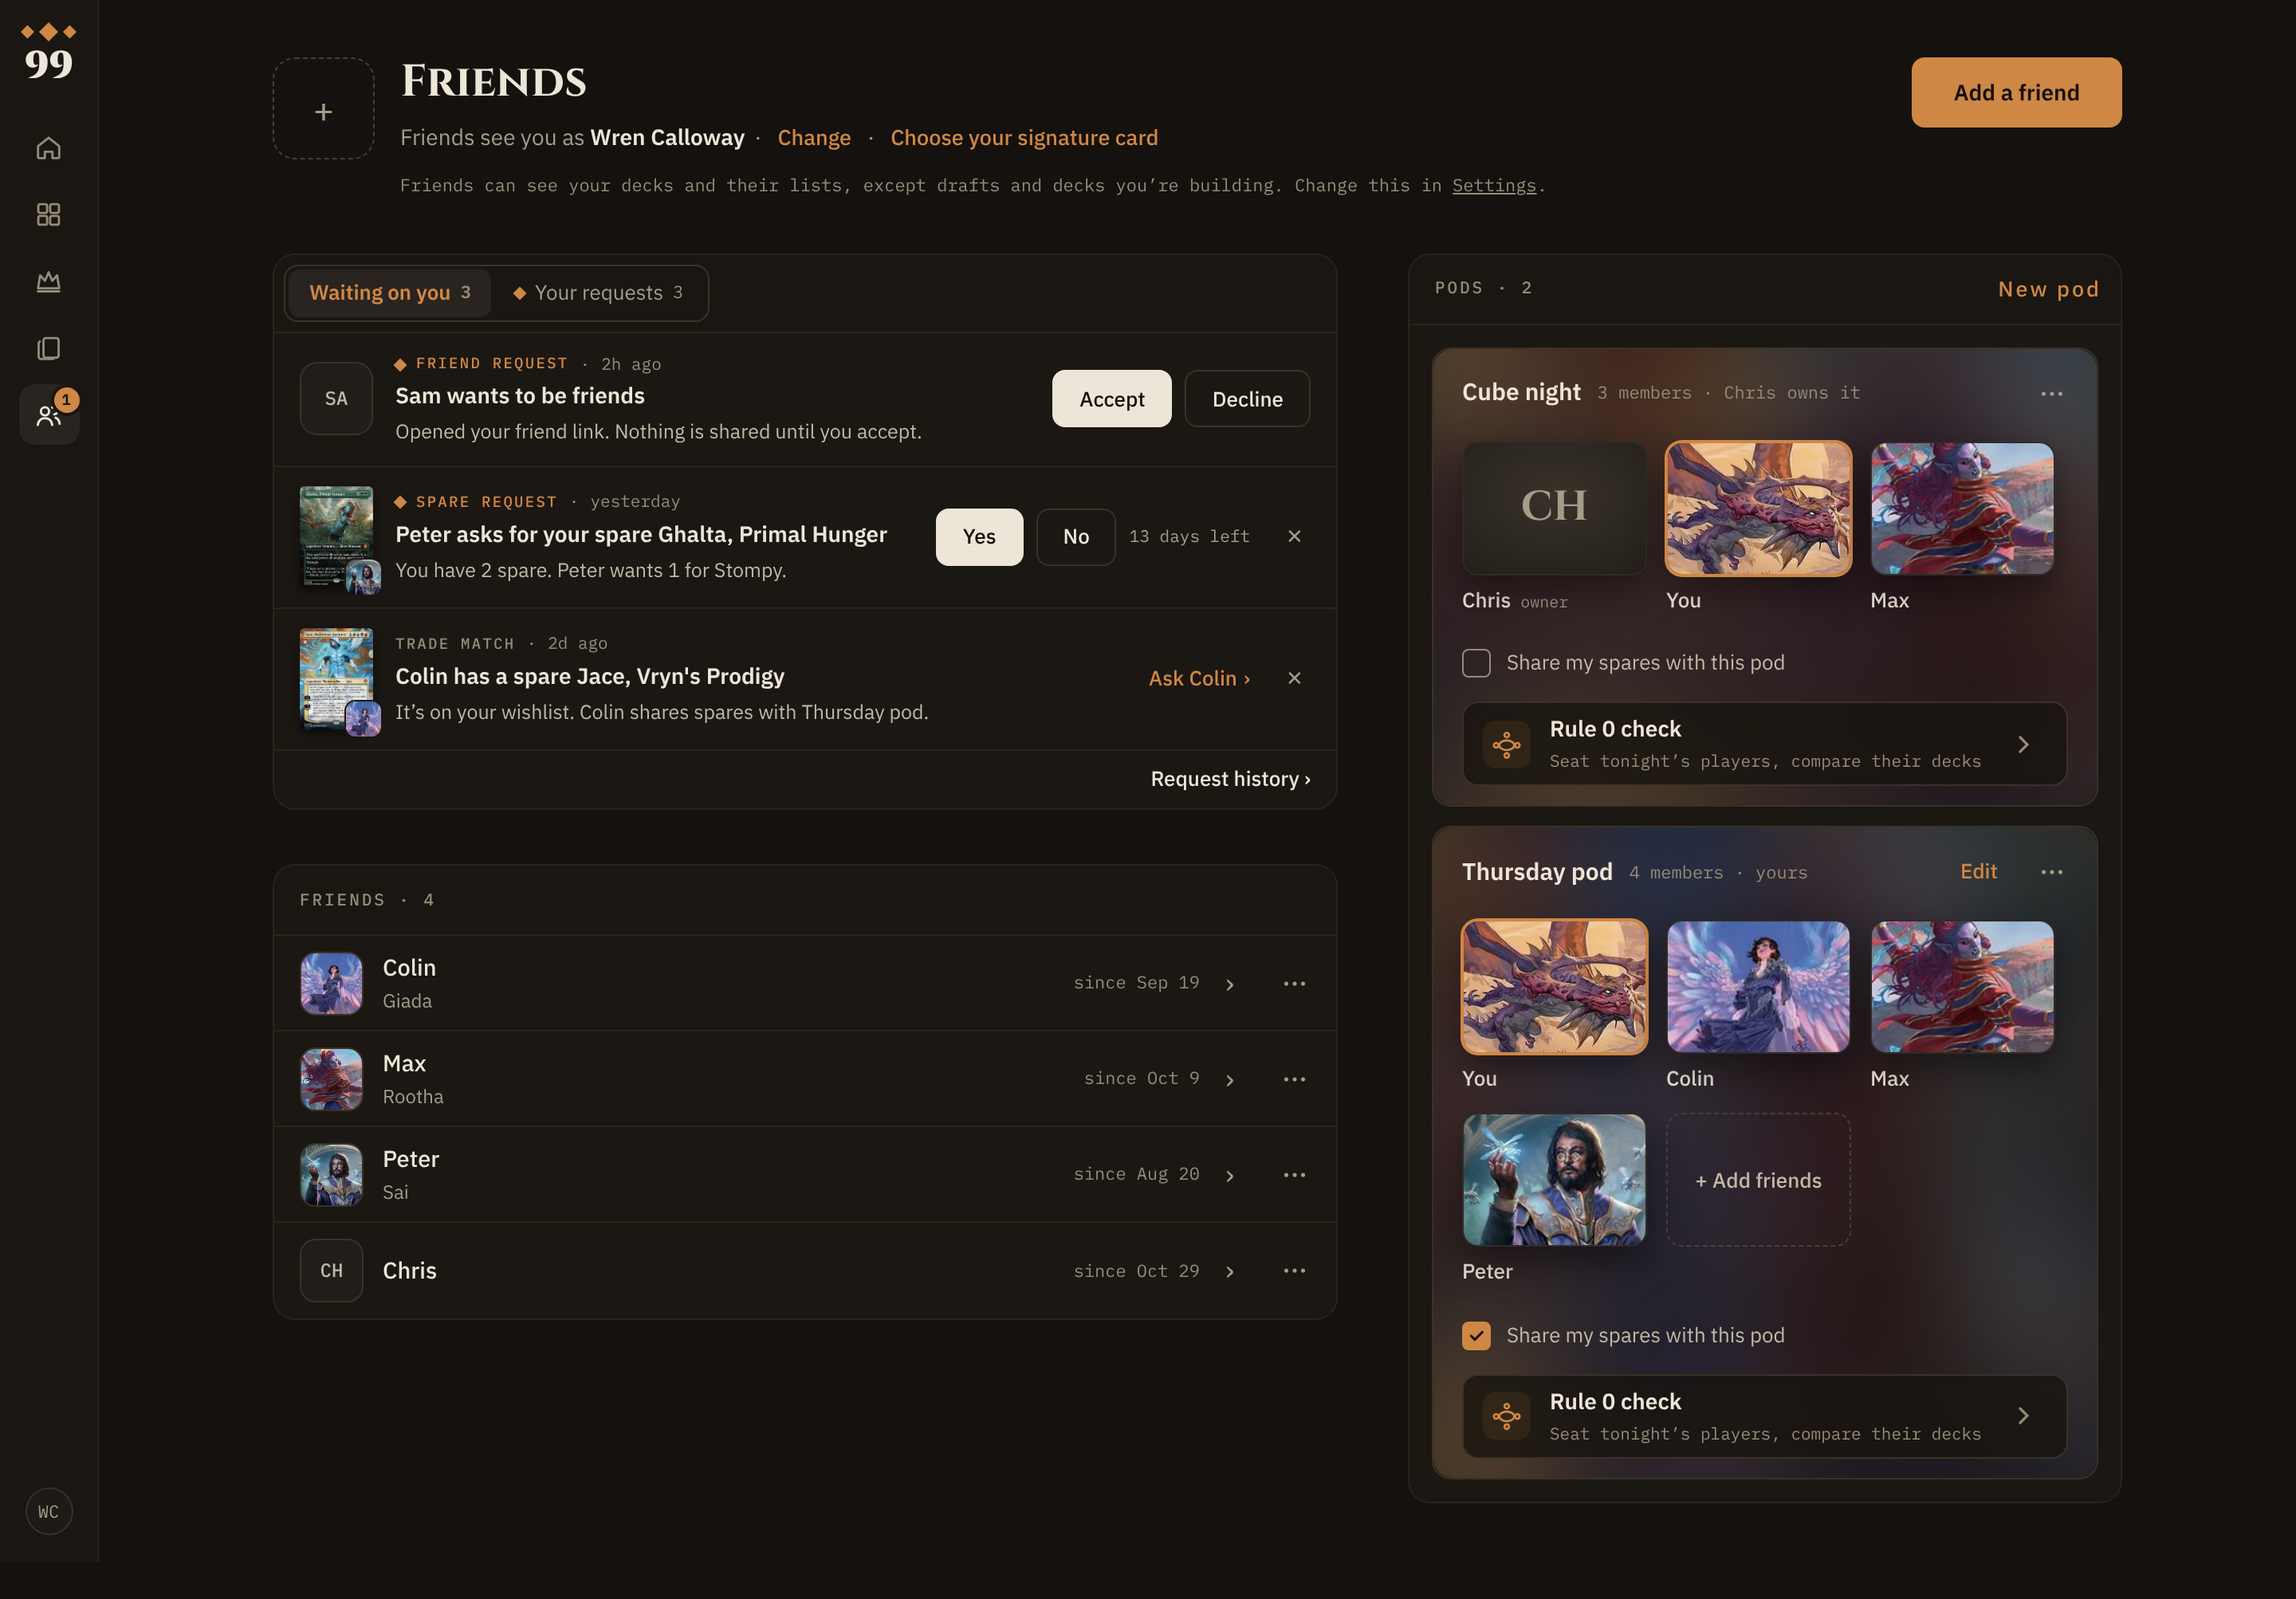 99
1
WC
+
Friends
Friends see you as Wren Calloway · Change · Choose your signature card
Friends can see your decks and their lists, except drafts and decks you’re building. Change this in Settings.
Add a friend
Waiting on you 3
Your requests 3
SA
FRIEND REQUEST · 2h ago
Sam wants to be friends
Opened your friend link. Nothing is shared until you accept.
Accept
Decline
SPARE REQUEST · yesterday
Peter asks for your spare Ghalta, Primal Hunger
You have 2 spare. Peter wants 1 for Stompy.
Yes
No
13 days left
TRADE MATCH · 2d ago
Colin has a spare Jace, Vryn's Prodigy
It’s on your wishlist. Colin shares spares with Thursday pod.
Ask Colin ›
Request history ›
FRIENDS · 4
Colin
Giada
since Sep 19
Max
Rootha
since Oct 9
Peter
Sai
since Aug 20
CH
Chris
since Oct 29
PODS · 2
New pod
Cube night 3 members · Chris owns it
CH
Chris owner
You
Max
Share my spares with this pod
Rule 0 check
Seat tonight’s players, compare their decks
Thursday pod 4 members · yours
Edit
You
Colin
Max
+ Add friends
Peter
Share my spares with this pod
Rule 0 check
Seat tonight’s players, compare their decks